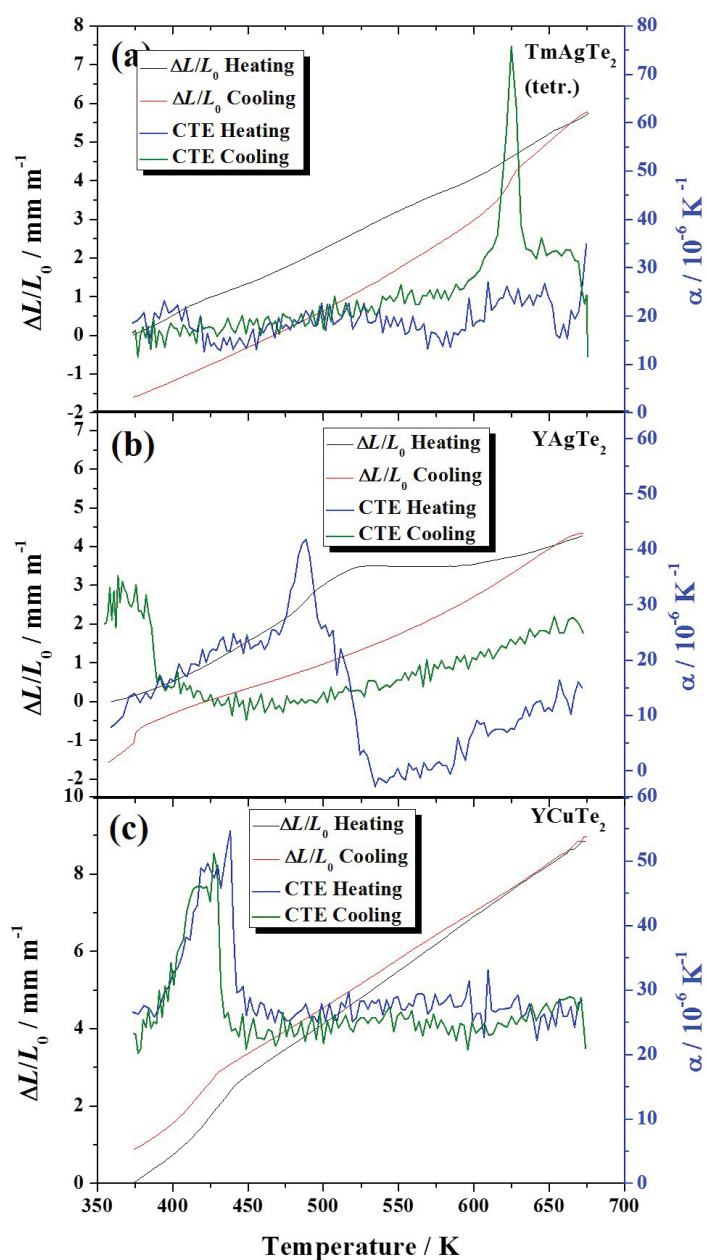 (a)
TmAgTe2
(tetr.)
ΔL/L0 Heating
ΔL/L0 Cooling
CTE Heating
CTE Cooling
8
7
6
5
4
3
2
1
0
-1
-2
ΔL/L0 / mm m-1
80
70
60
50
40
30
20
10
0
α / 10-6 K-1
(b)
YAgTe2
ΔL/L0 Heating
ΔL/L0 Cooling
CTE Heating
CTE Cooling
7
6
5
4
3
2
1
0
-1
-2
ΔL/L0 / mm m-1
60
50
40
30
20
10
0
α / 10-6 K-1
(c)
YCuTe2
ΔL/L0 Heating
ΔL/L0 Cooling
CTE Heating
CTE Cooling
10
8
6
4
2
0
ΔL/L0 / mm m-1
60
50
40
30
20
10
0
α / 10-6 K-1
350 400 450 500 550 600 650 700
Temperature / K